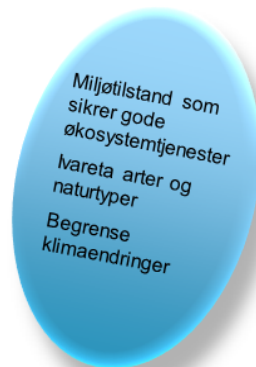 Miljøtilstand som
sikrer gode
økosystemtjenester
Ivareta arter og
naturtyper
Begrense
klimaendringer